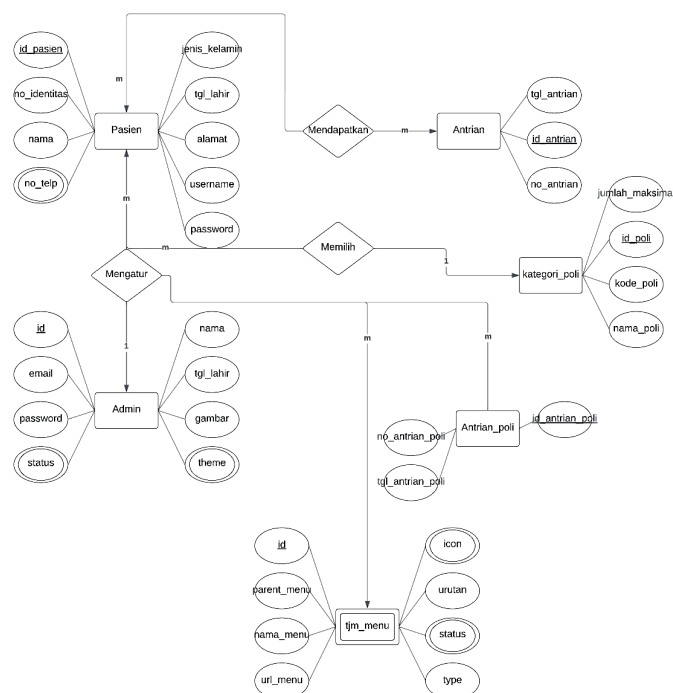 id_pasien
jenis_kelamin
m
no_identitas
tgl_lahir
tgl_antrian
Pasien
Mendapatkan
m
Antrian
nama
alamat
id_antrian
no_telp
username
no_antrian
jumlah_maksima
m
password
id_poli
m
Memilih
1
Mengatur
kategori_poli
kode_poli
id
nama
nama_poli
m
m
1
email
tgl_lahir
Admin
password
gambar
no_antrian_poli
Antrian_poli
id_antrian_poli
status
theme
tgl_antrian_poli
id
icon
parent_menu
urutan
tjm_menu
nama_menu
status
url_menu
type